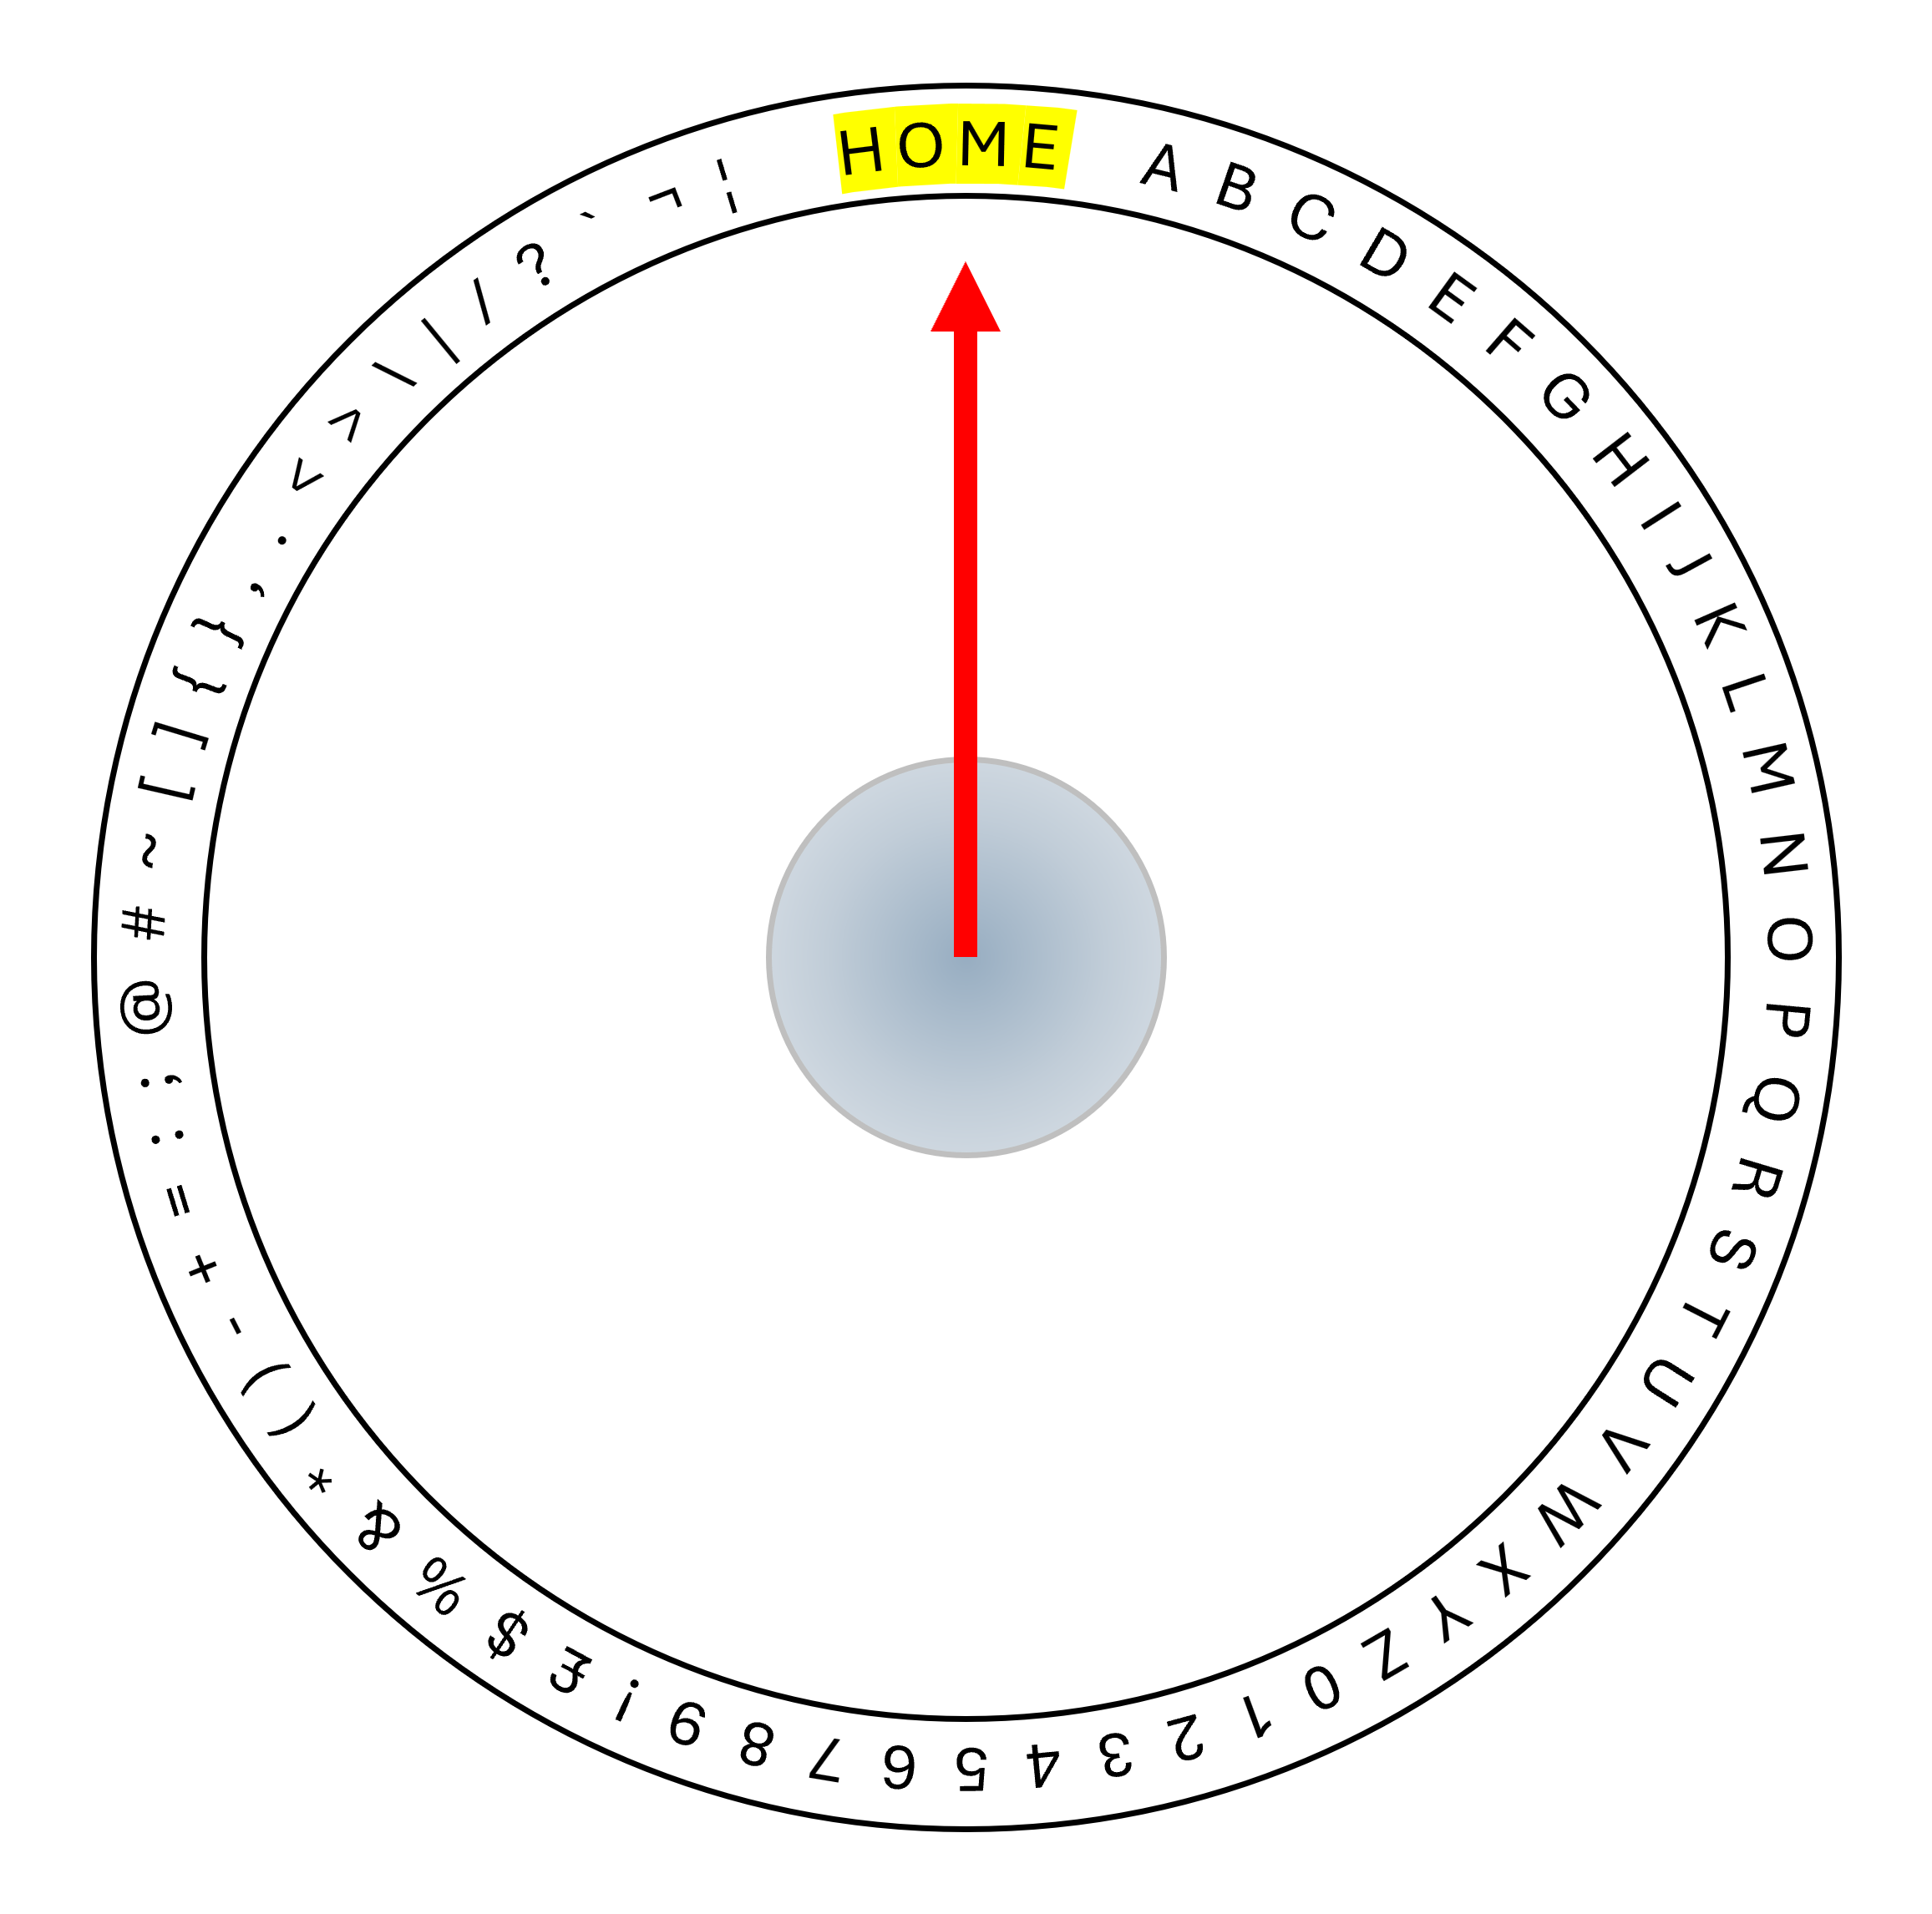 HOME A B C D E F G H I J K L M N O P Q R S T U V W X Y Z 0 1 2 3 4 5 6 7 8 9 ! £ $ % & * ( ) - + = : ; @ # ~ [ ] { } , . < > \ | / ? ` ¬ ¦